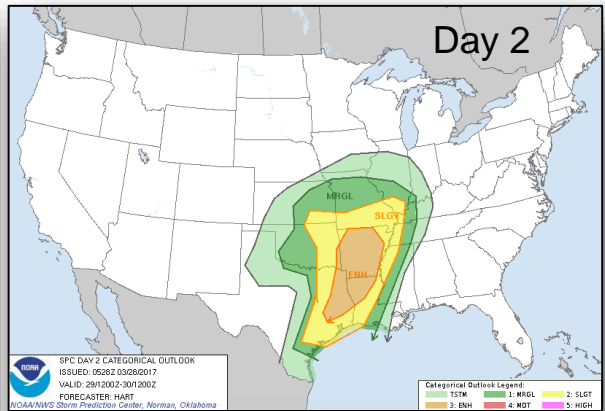 Day 2
MRGL
SLGT
ENH
NOAA
SPC DAY 2 CATEGORICAL OUTLOOK
ISSUED: 0528Z 03/28/2017
VALID: 29/1200Z-30/1200Z
FORECASTER: HART
NOAA/NWS Storm Prediction Center, Norman, Oklahoma
Categorical Outlook Legend:
TSTM 1: MRGL 2: SLGT
3: ENH 4: MDT 5: HIGH